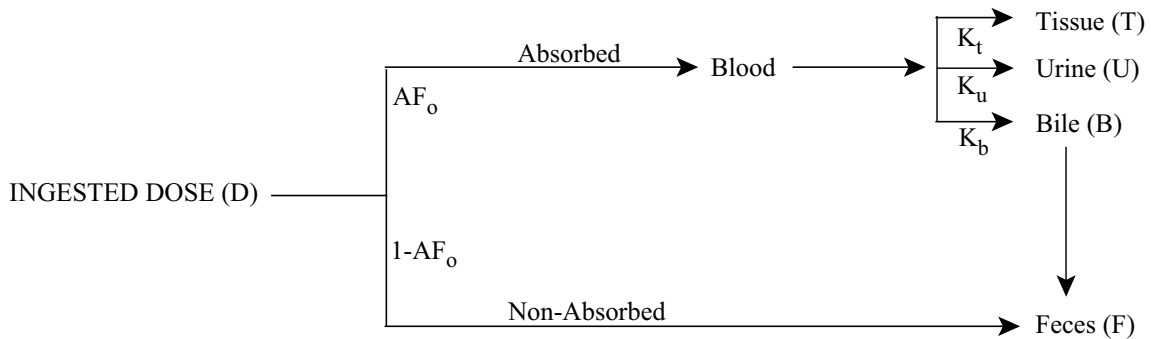 Tissue (T)
K_t
Absorbed
Blood
Urine (U)
AF_o
K_u
Bile (B)
K_b
INGESTED DOSE (D)
1-AF_o
Non-Absorbed
Feces (F)